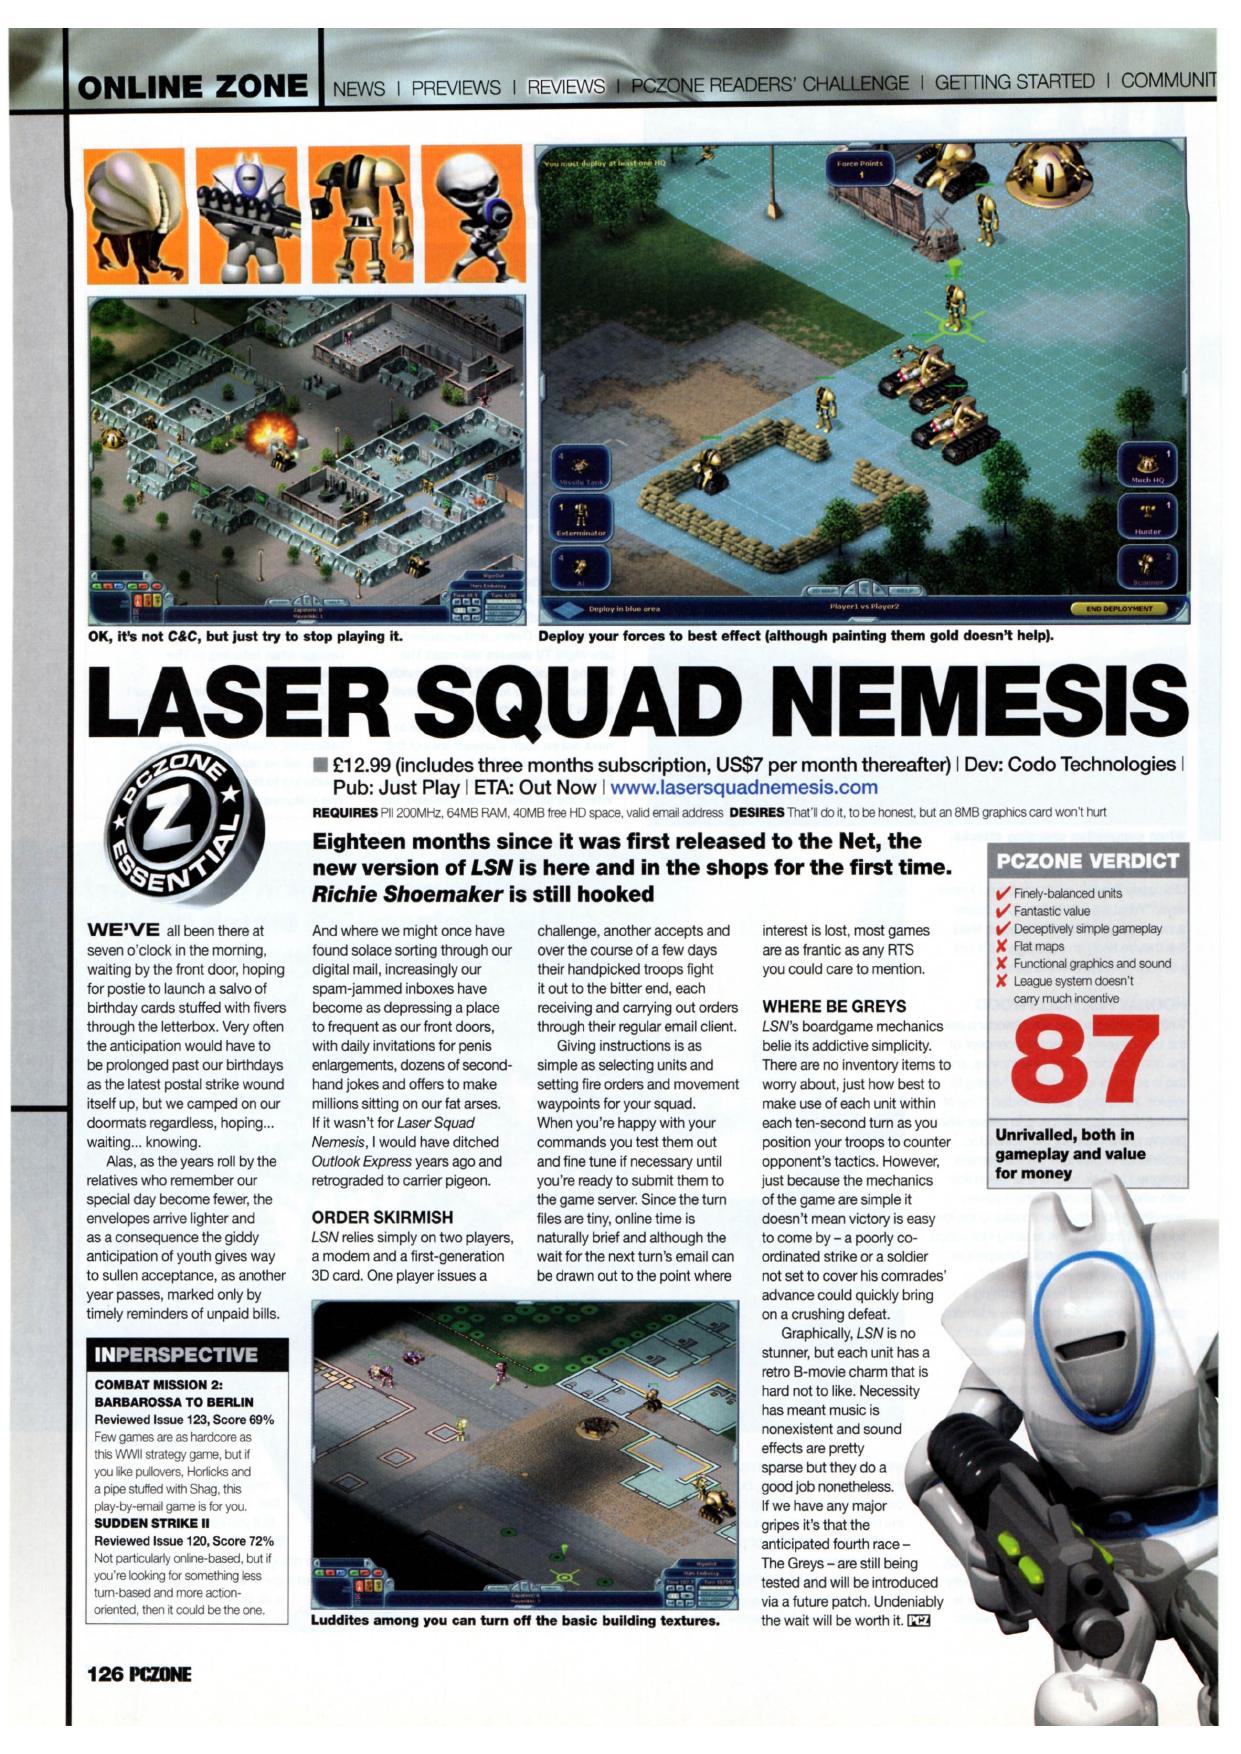 ONLINE ZONE
NEWS | PREVIEWS | REVIEWS | PCZONE READERS' CHALLENGE | GETTING STARTED | COMMUNIT
You must deploy at least one HQ
Force Points
1
4
Missile Tank
1
Exterminator
4
AI
1
Mech HQ
1
Hunter
2
Scanner
Deploy in blue area
Player1 vs Player2
END DEPLOYMENT
OK, it's not C&C, but just try to stop playing it.
Deploy your forces to best effect (although painting them gold doesn't help).
LASER SQUAD NEMESIS
PCZONE
Z
ESSENTIAL
£12.99 (includes three months subscription, US$7 per month thereafter) | Dev: Codo Technologies |
Pub: Just Play | ETA: Out Now | www.lasersquadnemesis.com
REQUIRES PII 200MHz, 64MB RAM, 40MB free HD space, valid email address DESIRES That'll do it, to be honest, but an 8MB graphics card won't hurt
Eighteen months since it was first released to the Net, the
new version of LSN is here and in the shops for the first time.
Richie Shoemaker is still hooked
WE'VE all been there at
seven o'clock in the morning,
waiting by the front door, hoping
for postie to launch a salvo of
birthday cards stuffed with fivers
through the letterbox. Very often
the anticipation would have to
be prolonged past our birthdays
as the latest postal strike wound
itself up, but we camped on our
doormats regardless, hoping...
waiting... knowing.
Alas, as the years roll by the
relatives who remember our
special day become fewer, the
envelopes arrive lighter and
as a consequence the giddy
anticipation of youth gives way
to sullen acceptance, as another
year passes, marked only by
timely reminders of unpaid bills.
And where we might once have
found solace sorting through our
digital mail, increasingly our
spam-jammed inboxes have
become as depressing a place
to frequent as our front doors,
with daily invitations for penis
enlargements, dozens of second-
hand jokes and offers to make
millions sitting on our fat arses.
If it wasn't for Laser Squad
Nemesis, I would have ditched
Outlook Express years ago and
retrograded to carrier pigeon.
ORDER SKIRMISH
LSN relies simply on two players,
a modem and a first-generation
3D card. One player issues a
challenge, another accepts and
over the course of a few days
their handpicked troops fight
it out to the bitter end, each
receiving and carrying out orders
through their regular email client.
Giving instructions is as
simple as selecting units and
setting fire orders and movement
waypoints for your squad.
When you're happy with your
commands you test them out
and fine tune if necessary until
you're ready to submit them to
the game server. Since the turn
files are tiny, online time is
naturally brief and although the
wait for the next turn's email can
be drawn out to the point where
interest is lost, most games
are as frantic as any RTS
you could care to mention.
WHERE BE GREYS
LSN's boardgame mechanics
belie its addictive simplicity.
There are no inventory items to
worry about, just how best to
make use of each unit within
each ten-second turn as you
position your troops to counter
opponent's tactics. However,
just because the mechanics
of the game are simple it
doesn't mean victory is easy
to come by – a poorly co-
ordinated strike or a soldier
not set to cover his comrades'
advance could quickly bring
on a crushing defeat.
Graphically, LSN is no
stunner, but each unit has a
retro B-movie charm that is
hard not to like. Necessity
has meant music is
nonexistent and sound
effects are pretty
sparse but they do a
good job nonetheless.
If we have any major
gripes it's that the
anticipated fourth race –
The Greys – are still being
tested and will be introduced
via a future patch. Undeniably
the wait will be worth it. PCZ
PCZONE VERDICT
Finely-balanced units
Fantastic value
Deceptively simple gameplay
Flat maps
Functional graphics and sound
League system doesn't
carry much incentive
87
Unrivalled, both in
gameplay and value
for money
INPERSPECTIVE
COMBAT MISSION 2:
BARBAROSSA TO BERLIN
Reviewed Issue 123, Score 69%
Few games are as hardcore as
this WWII strategy game, but if
you like pullovers, Horlicks and
a pipe stuffed with Shag, this
play-by-email game is for you.
SUDDEN STRIKE II
Reviewed Issue 120, Score 72%
Not particularly online-based, but if
you're looking for something less
turn-based and more action-
oriented, then it could be the one.
Luddites among you can turn off the basic building textures.
126 PCZONE